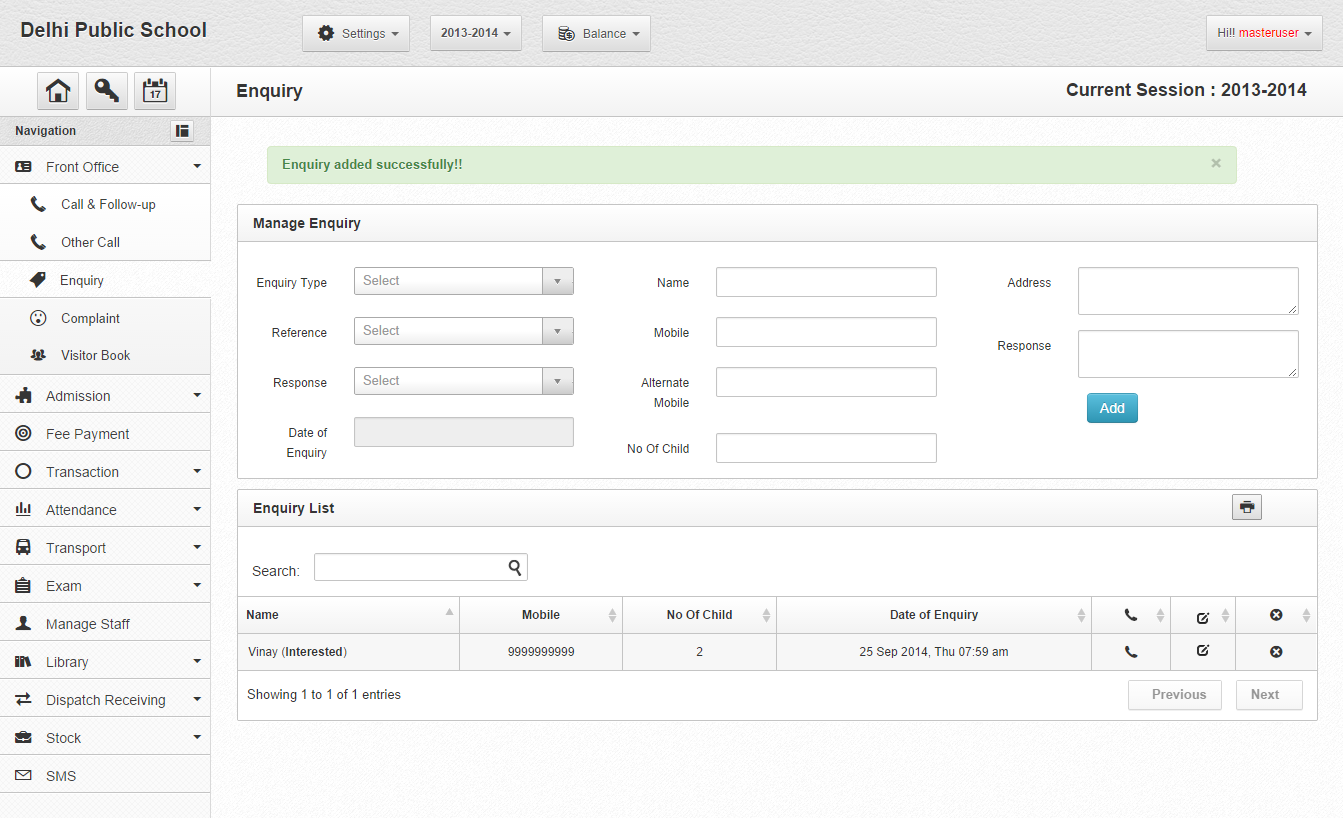 Delhi Public School
Settings
2013-2014
Balance
Hi!! masteruser
17
Enquiry
Current Session : 2013-2014
Navigation
Front Office
Call & Follow-up
Other Call
Enquiry
Complaint
Visitor Book
Admission
Fee Payment
Transaction
Attendance
Transport
Exam
Manage Staff
Library
Dispatch Receiving
Stock
SMS
Enquiry added successfully!!
×
Manage Enquiry
Enquiry Type
Select
Reference
Select
Response
Select
Date of
Enquiry
Name
Mobile
Alternate
Mobile
No Of Child
Address
Response
Add
Enquiry List
Search:
Name Mobile No Of Child Date of Enquiry
Vinay (Interested) 9999999999 2 25 Sep 2014, Thu 07:59 am
Showing 1 to 1 of 1 entries
Previous
Next